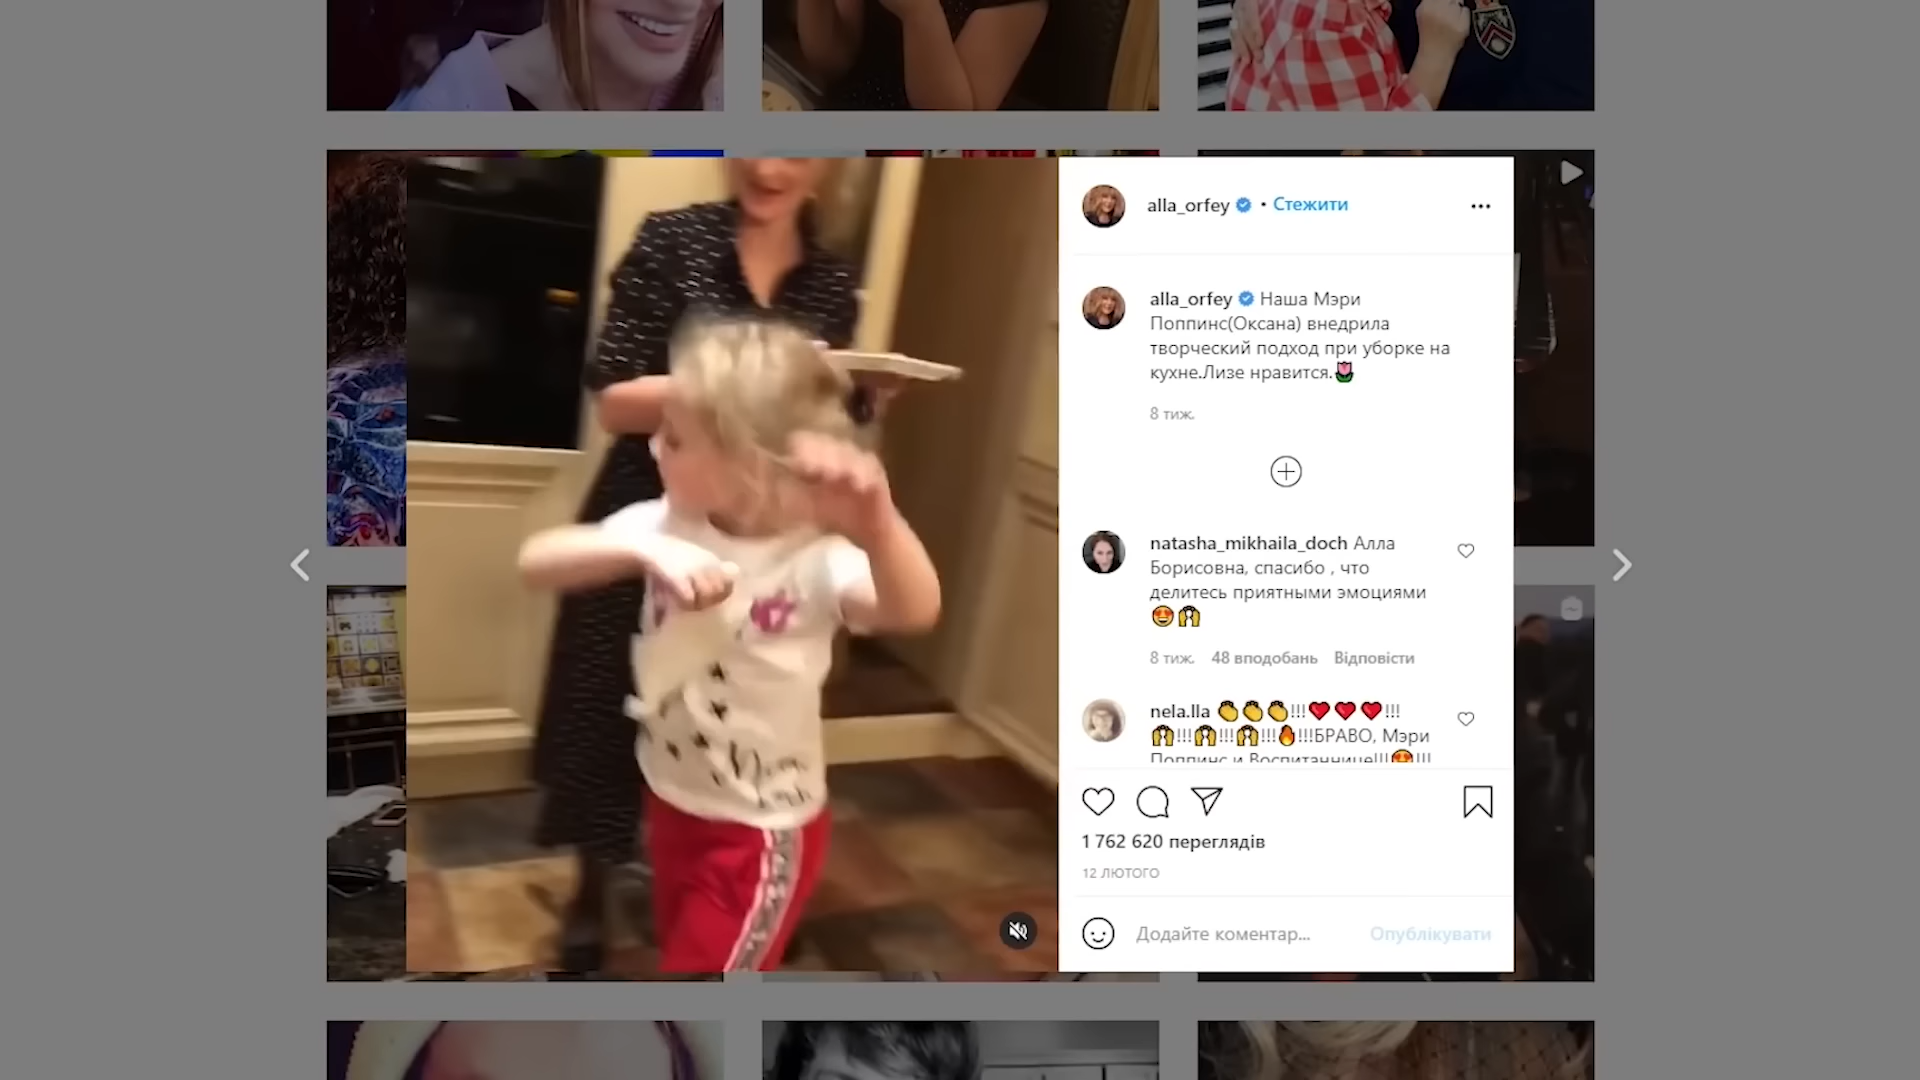 alla_orfey • Стежити
alla_orfey Наша Мэри
Поппинс(Оксана) внедрила
творческий подход при уборке на
кухне.Лизе нравится.🌷
8 тиж.
natasha_mikhaila_doch Алла
Борисовна, спасибо , что
делитесь приятными эмоциями
😍🙌
8 тиж. 48 вподобань Відповісти
nela.lla 👏👏👏!!!❤️❤️❤️!!!
🙌!!!🙌!!!🙌!!!🔥!!!БРАВО, Мэри
Поппинс и Воспитаннице!!!😍!!!
1 762 620 переглядів
12 ЛЮТОГО
Додайте коментар... Опублікувати